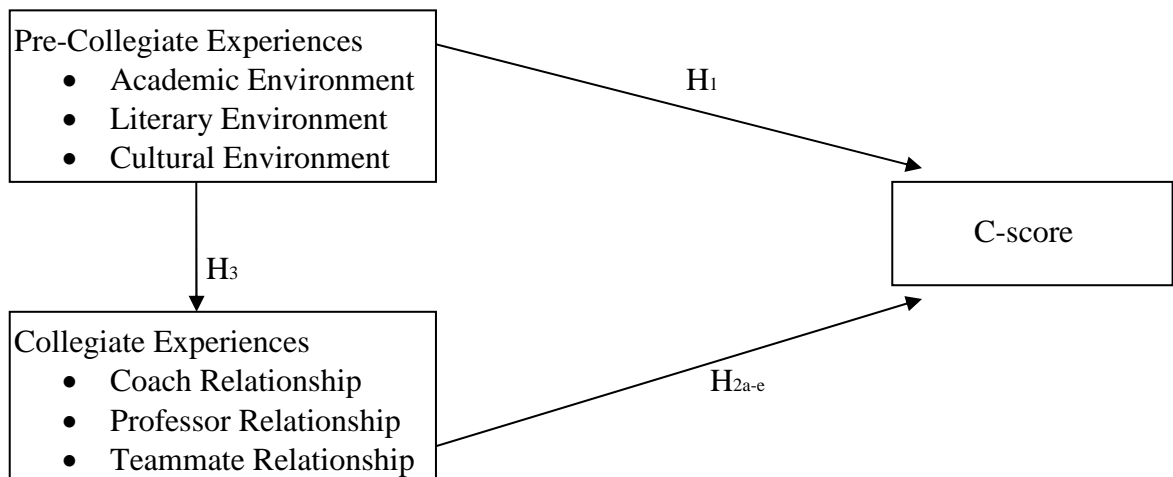 Pre-Collegiate Experiences
• Academic Environment
• Literary Environment
• Cultural Environment
H1
C-score
H3
Collegiate Experiences
• Coach Relationship
• Professor Relationship
• Teammate Relationship
H2a-e